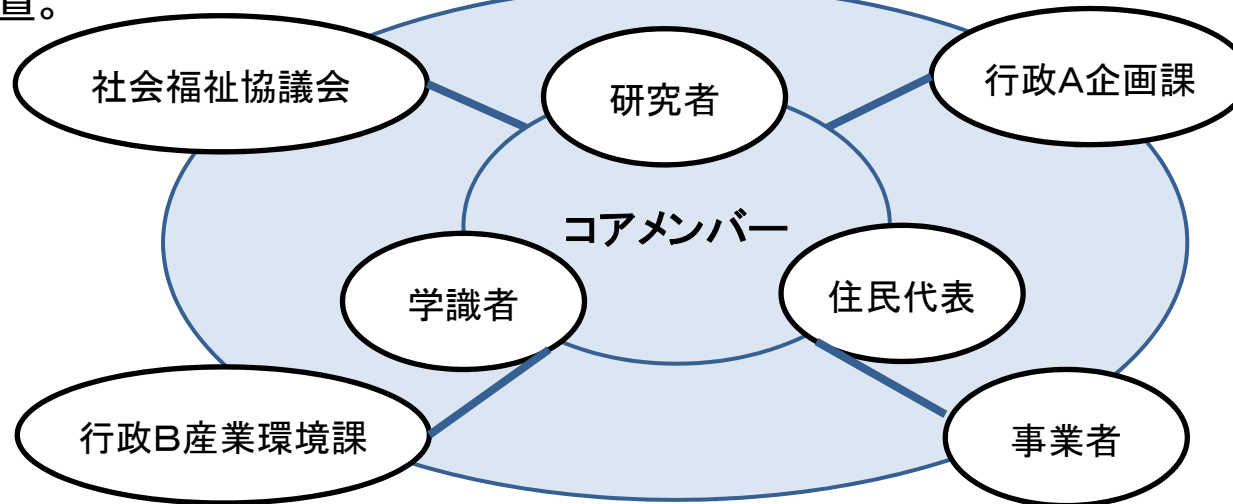 置。
社会福祉協議会
研究者
行政A企画課
コアメンバー
学識者
住民代表
行政B産業環境課
事業者